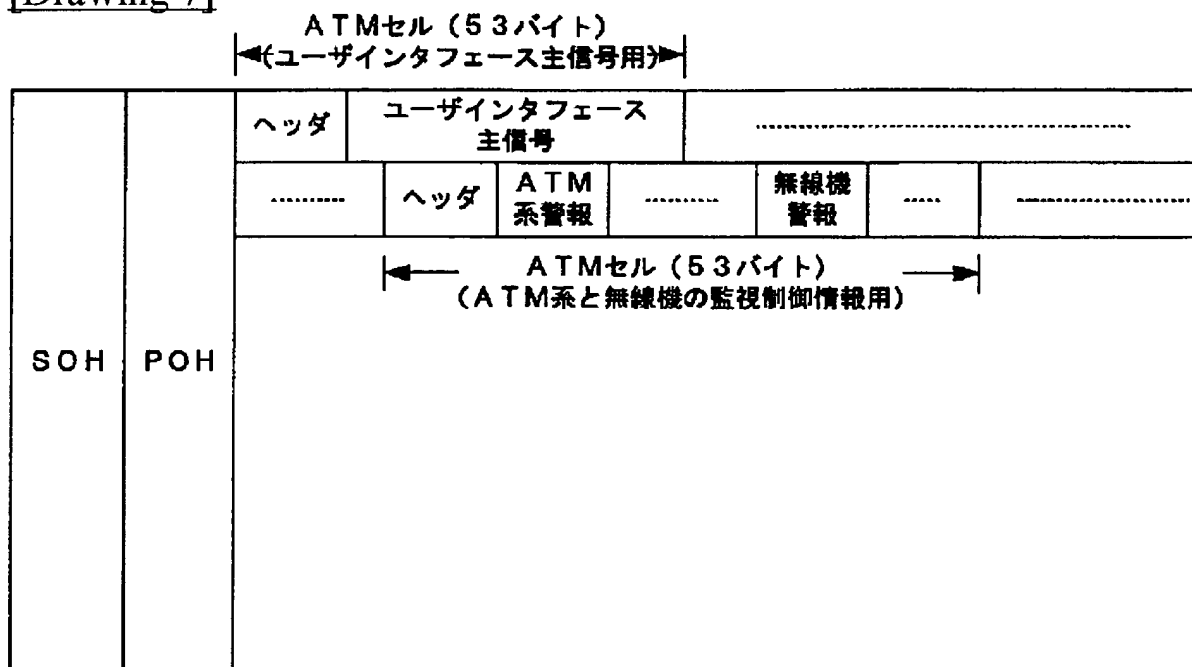 [Drawing 7]
ATMセル（53バイト）
（ユーザインタフェース主信号用）
ヘッダ
ユーザインタフェース
主信号
ヘッダ
ATM
系警報
無線機
警報
ATMセル（53バイト）
（ATM系と無線機の監視制御情報用）
SOH
POH